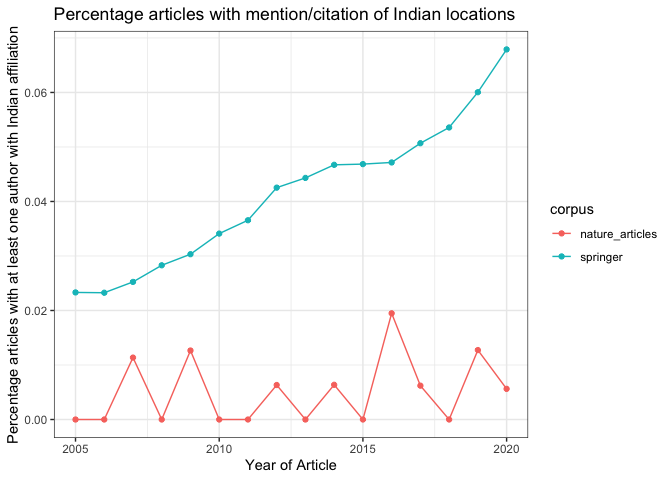 Percentage articles with mention/citation of Indian locations
Percentage articles with at least one author with Indian affiliation
0.06
0.04
0.02
0.00
2005
2010
2015
2020
Year of Article
corpus
nature_articles
springer